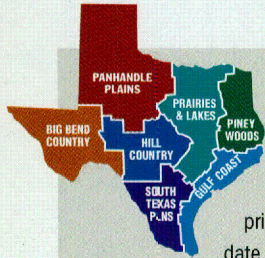 PANHANDLE
PLAINS
PRAIRIES
& LAKES
PINEY
WOODS
BIG BEND
COUNTRY
HILL
COUNTRY
GULF COAST
SOUTH
TEXAS
pri
date